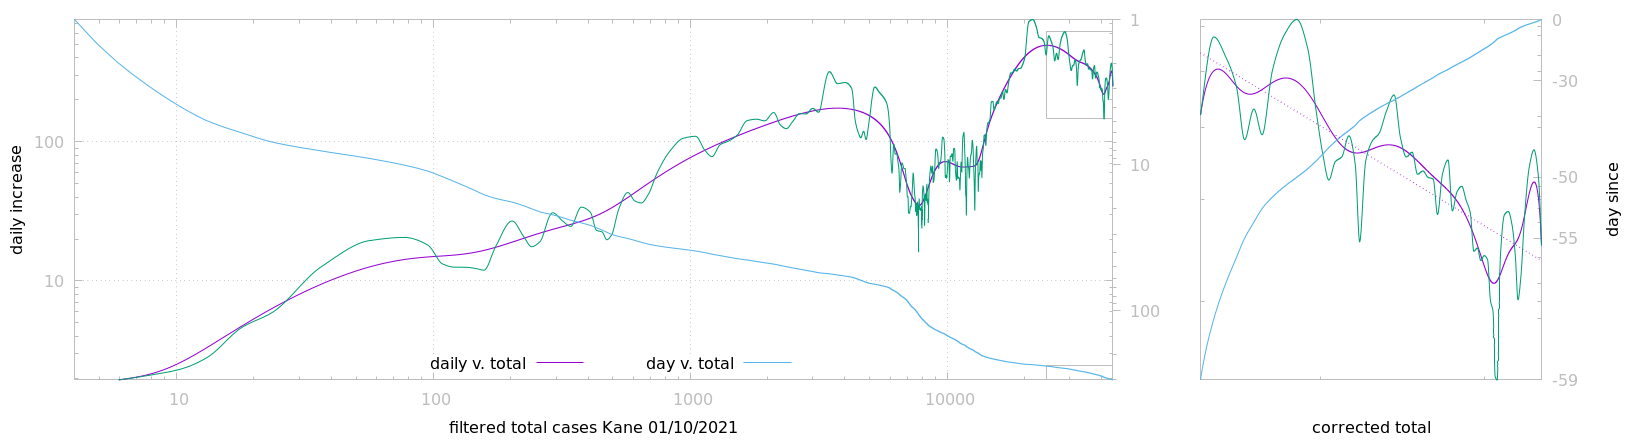 1
0
-30
100
10
daily increase
-50
day since
-55
10
100
daily v. total
day v. total
-59
10
100
1000
10000
filtered total cases Kane 01/10/2021
corrected total